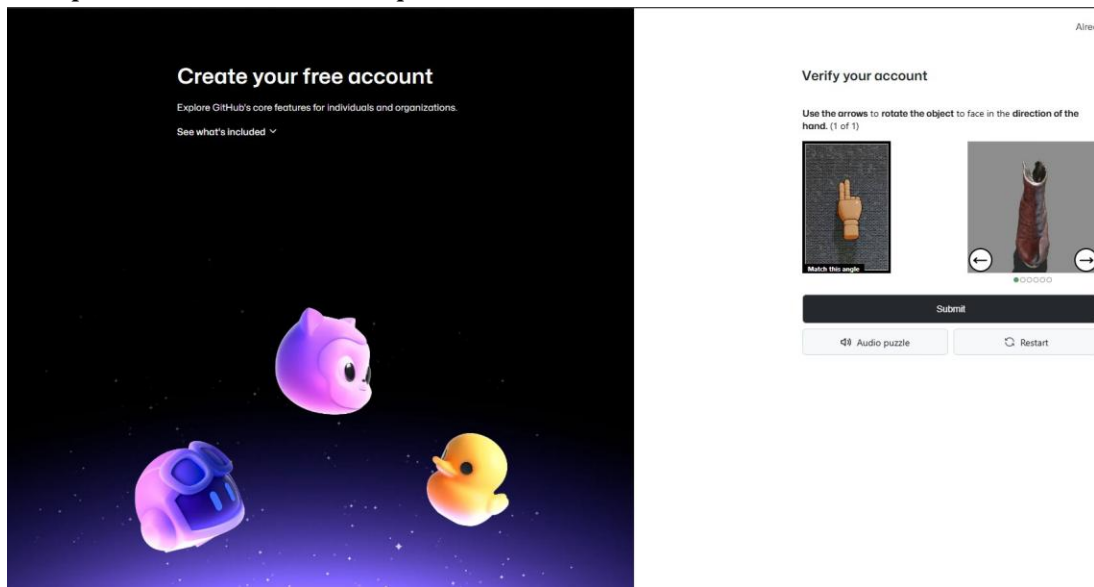 Create your free account
Explore GitHub's core features for individuals and organizations.
See what's included
Verify your account
Use the arrows to rotate the object to face in the direction of the
hand. (1 of 1)
Match this angle
Submit
Audio puzzle
Restart